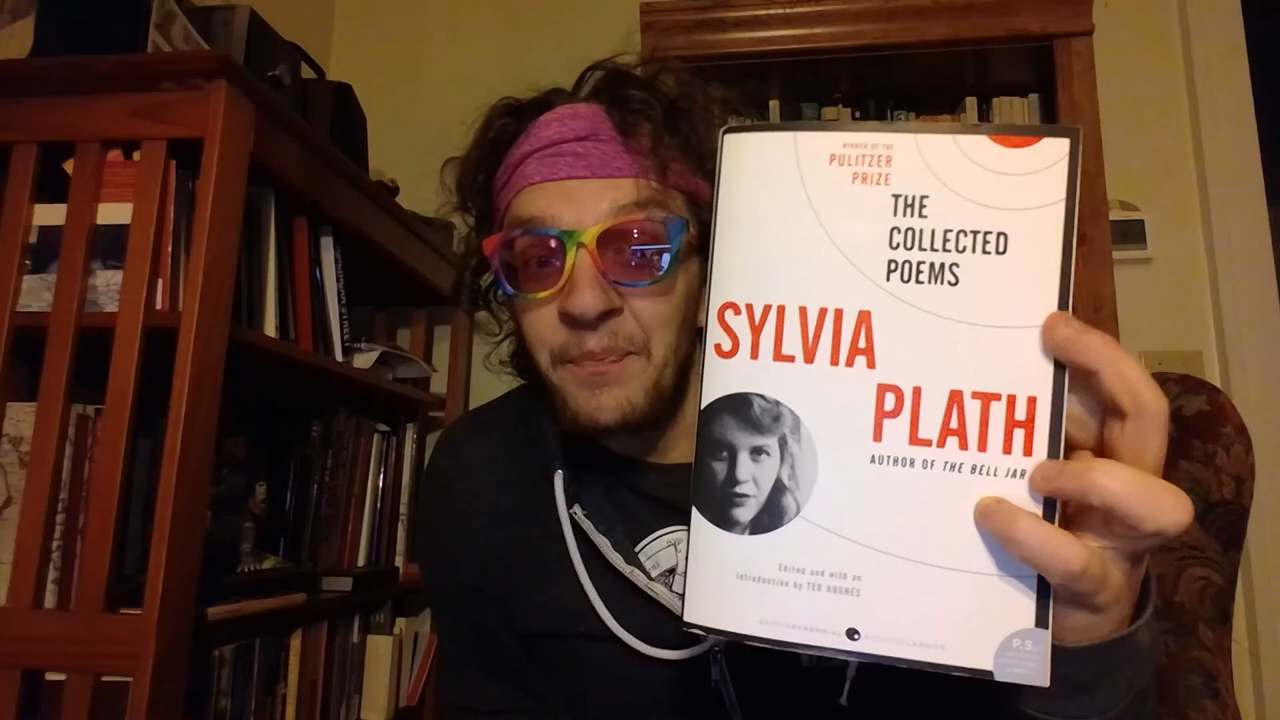 WINNER OF THE
PULITZER
PRIZE
THE
COLLECTED
POEMS
SYLVIA
PLATH
AUTHOR OF THE BELL JAR
Edited and with an
introduction by TED HUGHES
P.S.